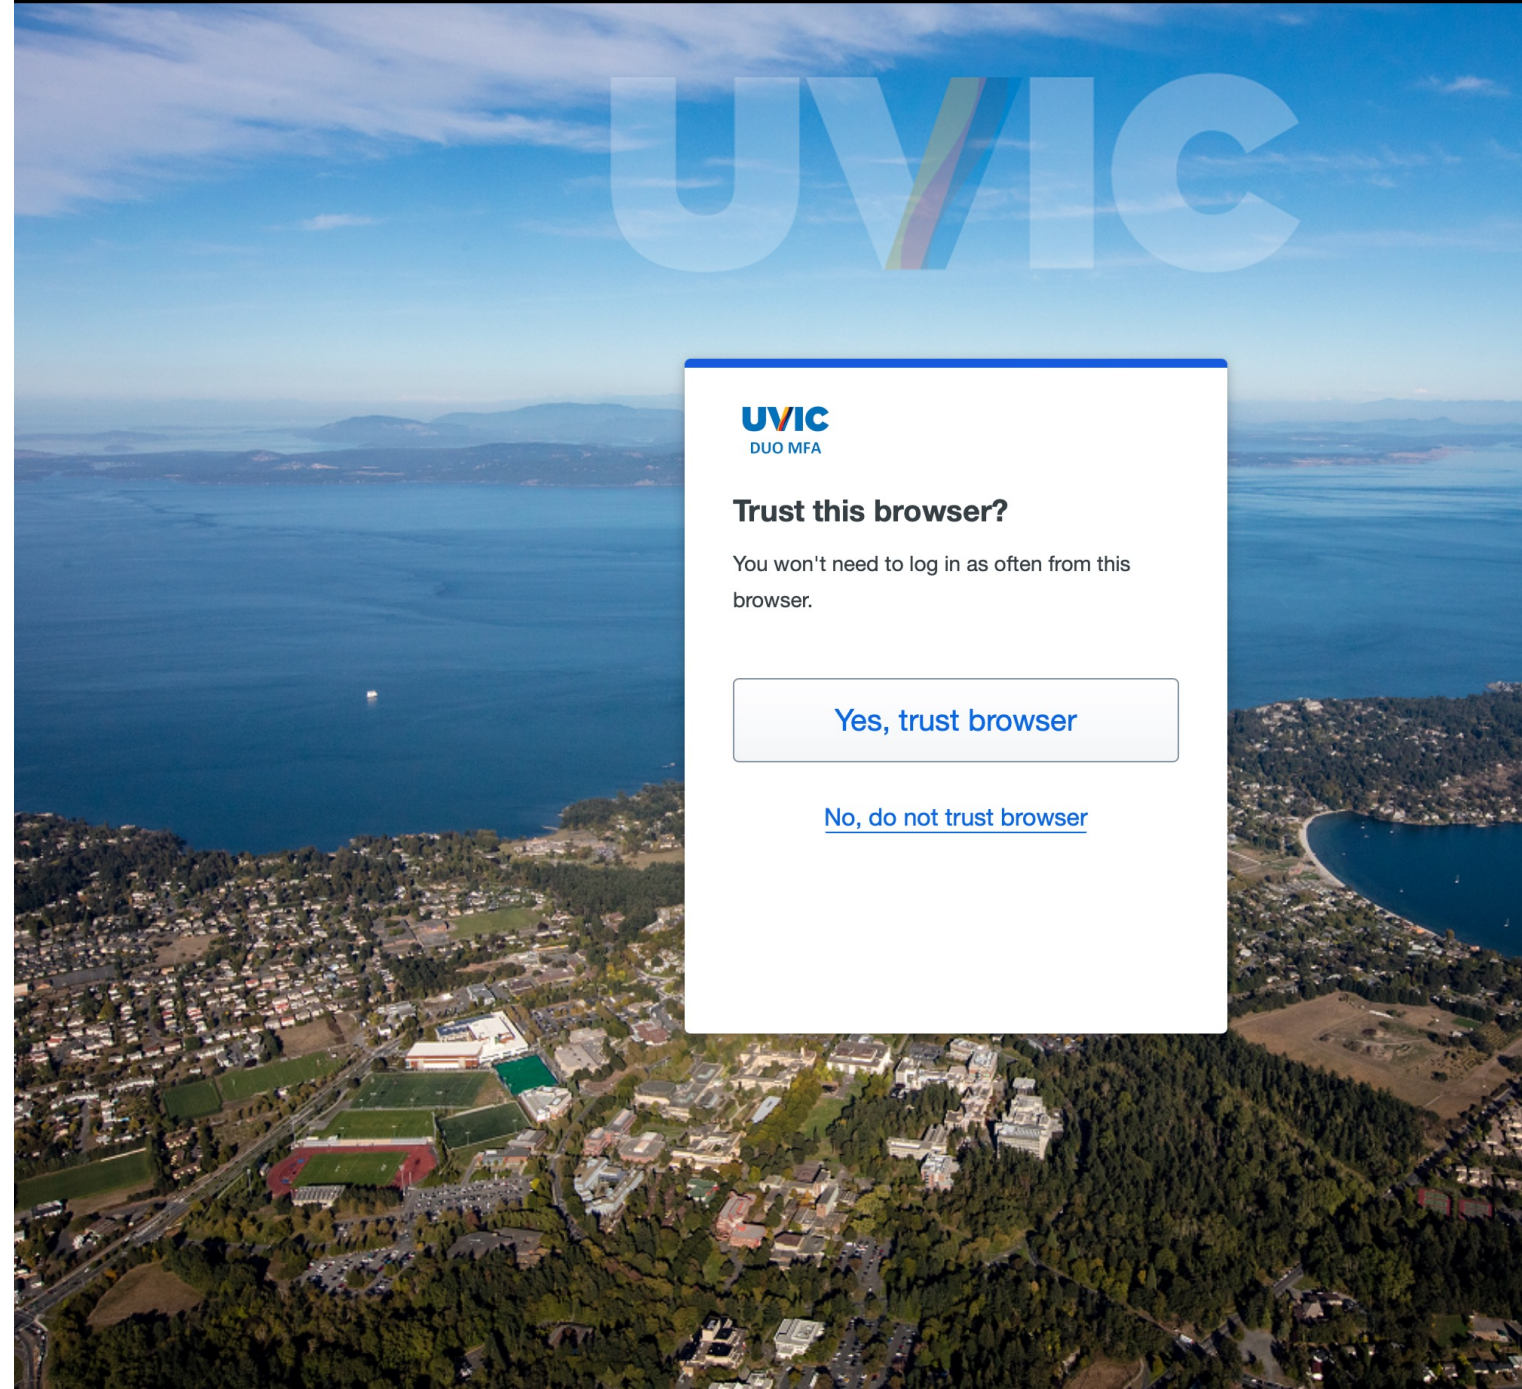 UVIC
UVIC
DUO MFA
Trust this browser?
You won't need to log in as often from this
browser.
Yes, trust browser
No, do not trust browser